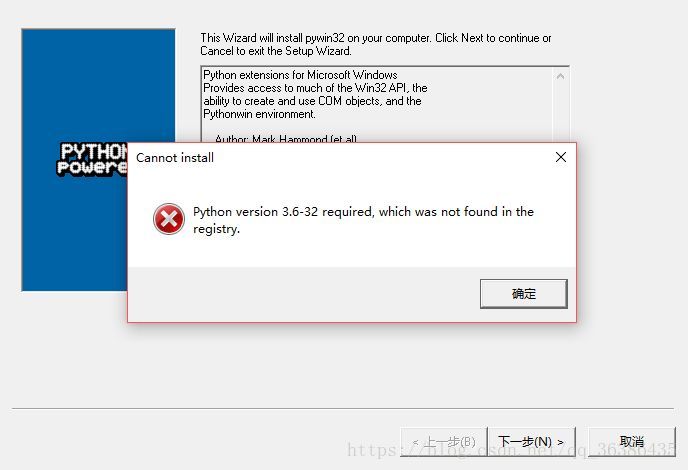 This Wizard will install pywin32 on your computer. Click Next to continue or
Cancel to exit the Setup Wizard.
Python extensions for Microsoft Windows
Provides access to much of the Win32 API, the
ability to create and use COM objects, and the
Pythonwin environment.
Author: Mark Hammond (et al)
PYTHON
Powere
Cannot install
Python version 3.6-32 required, which was not found in the
registry.
确定
< 上一步(B)
下一步(N) >
取消
https://blog.csdn.net/qq_36386435